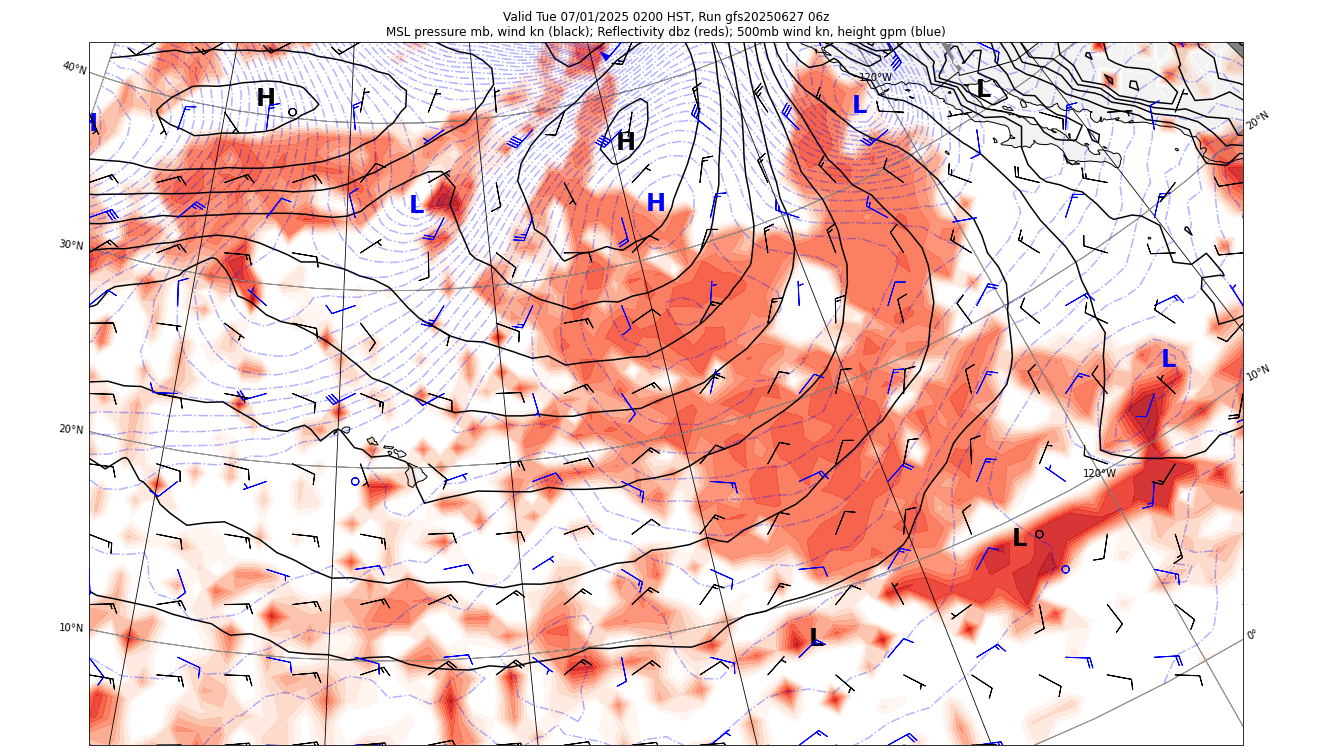 Valid Tue 07/01/2025 0200 HST, Run gfs20250627 06z
MSL pressure mb, wind kn (black); Reflectivity dbz (reds); 500mb wind kn, height gpm (blue)
40°N
120°W
L
H
L
L
20°N
H
L
H
30°N
L
10°N
20°N
120°W
L
10°N
L
0°